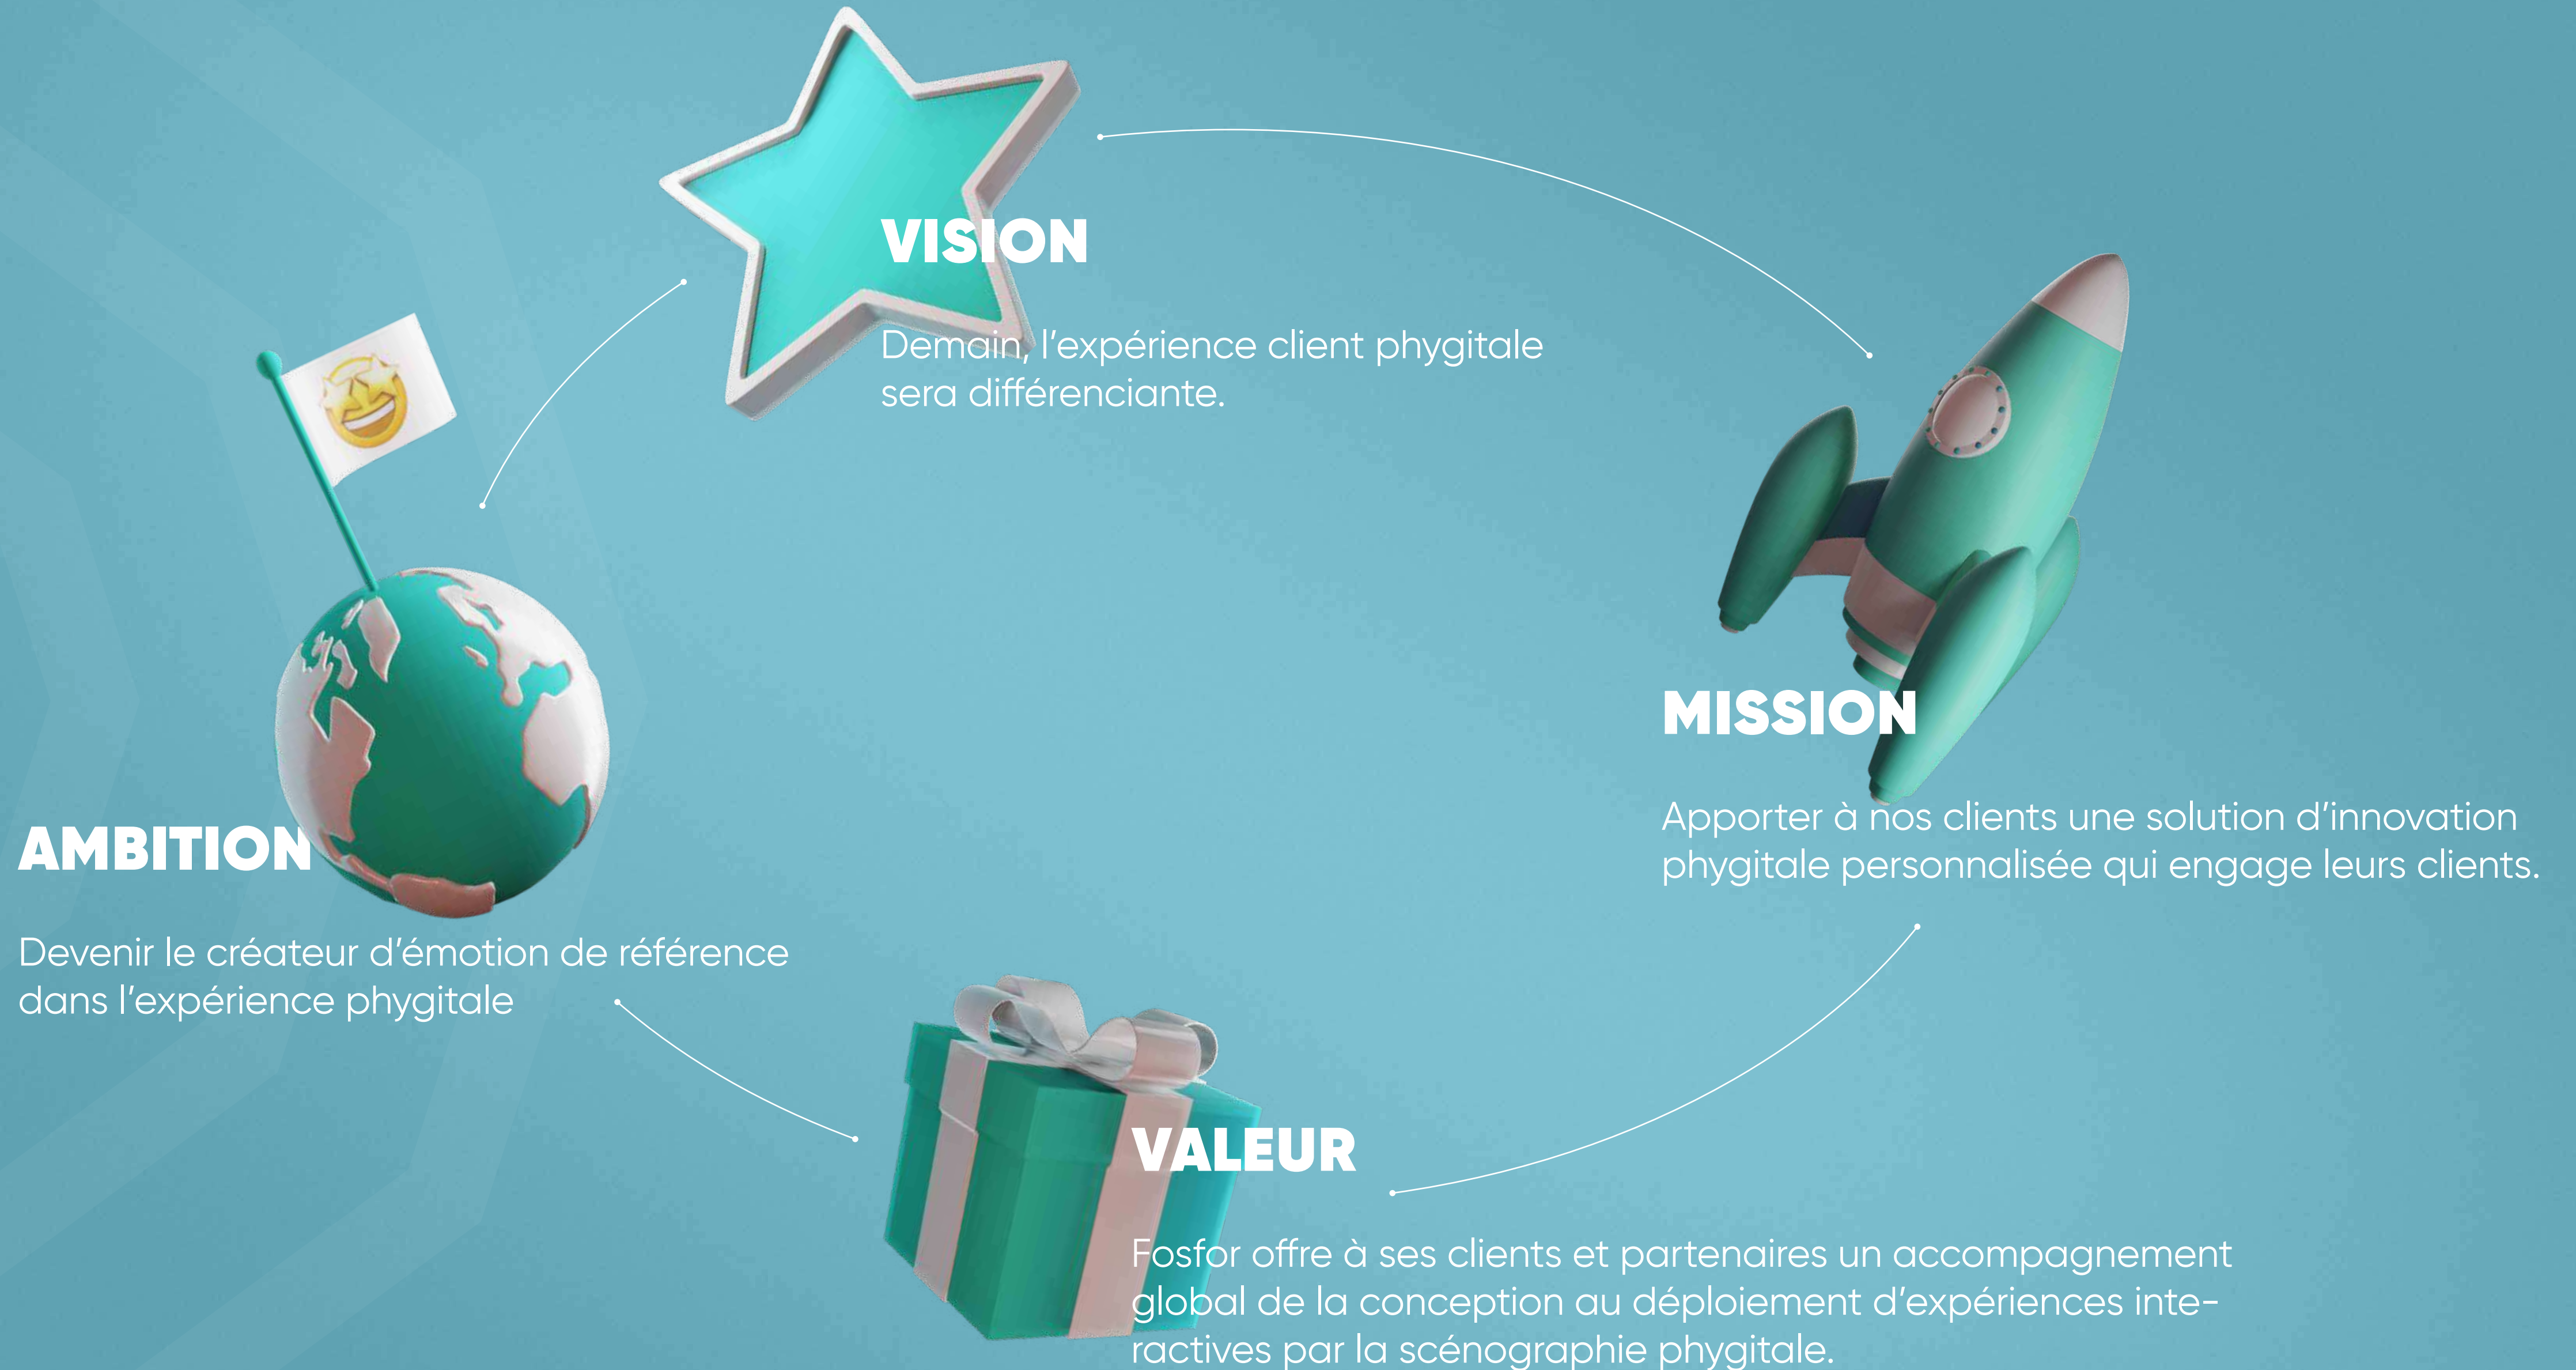 VISION
Demain, l'expérience client phygitale
sera différenciante.
MISSION
Apporter à nos clients une solution d'innovation
phygitale personnalisée qui engage leurs clients.
AMBITION
Devenir le créateur d'émotion de référence
dans l'expérience phygitale
VALEUR
Fosfor offre à ses clients et partenaires un accompagnement
global de la conception au déploiement d'expériences inte-
ractives par la scénographie phygitale.